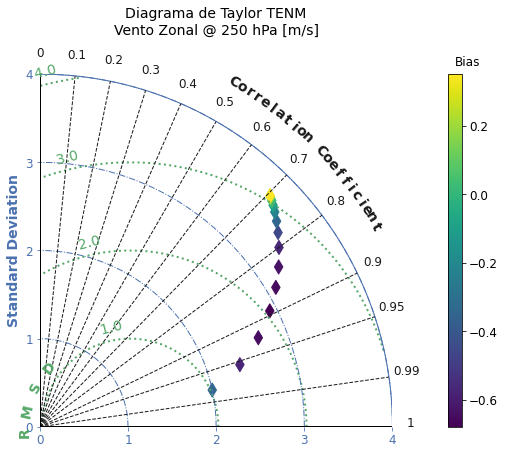 Diagrama de Taylor TENM
Vento Zonal @ 250 hPa [m/s]
Bias
0 0.1 0.2 0.3 0.4 0.5 0.6 0.7 0.8 0.9 0.95 0.99 1
Correlation Coefficient
Standard Deviation
4
3
2
1
0
4.0
3.0
2.0
1.0
RMSD
0 1 2 3 4
0.2
0.0
−0.2
−0.4
−0.6